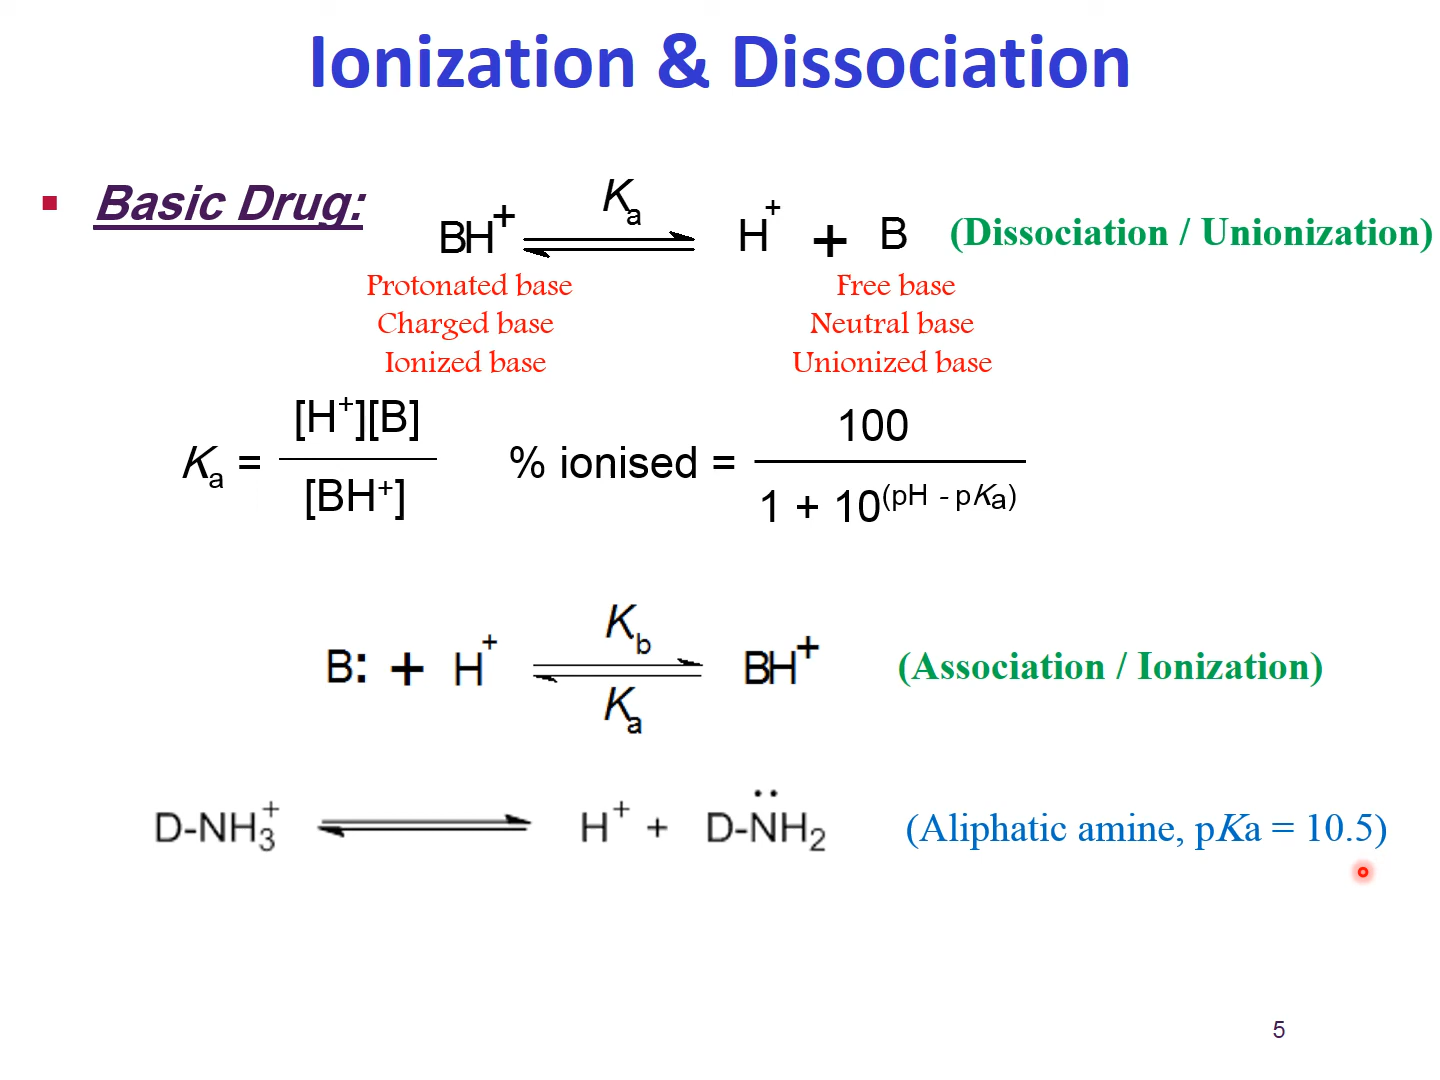 Ionization & Dissociation
▪ Basic Drug:
BH⁺ ⇌ Kₐ H⁺ + B (Dissociation / Unionization)
Protonated base Free base
Charged base Neutral base
Ionized base Unionized base
Kₐ = [H⁺][B] / [BH⁺] % ionised = 100 / 1 + 10^(pH - pKa)
B: + H⁺ ⇌ Kb Kₐ BH⁺ (Association / Ionization)
D-NH₃⁺ ⇌ H⁺ + D-N̈H₂ (Aliphatic amine, pKa = 10.5)
5